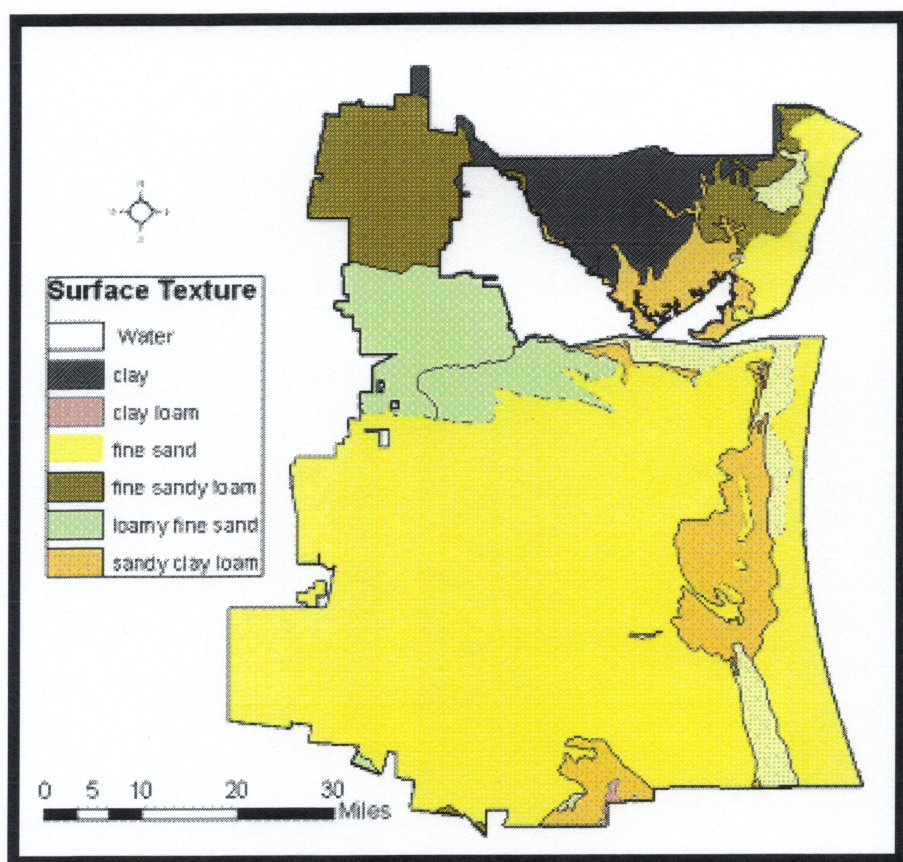 Surface Texture
Water
clay
clay loam
fine sand
fine sandy loam
loamy fine sand
sandy clay loam
0 5 10 20 30
Miles